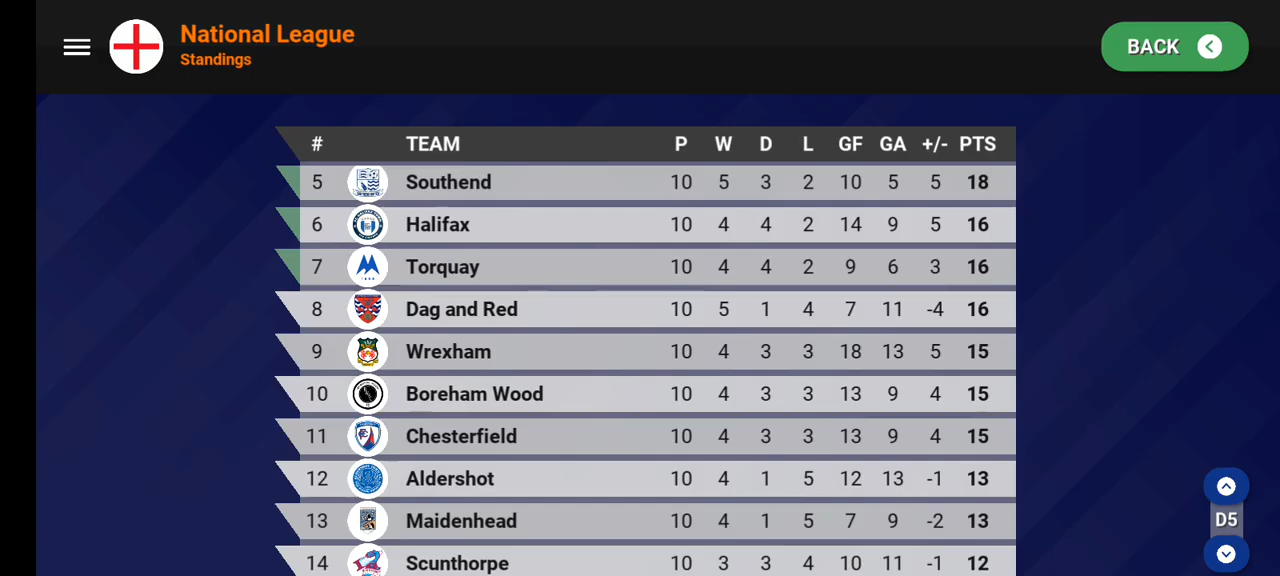 National League
Standings
BACK
# TEAM P W D L GF GA +/- PTS
5 Southend 10 5 3 2 10 5 5 18
6 Halifax 10 4 4 2 14 9 5 16
7 Torquay 10 4 4 2 9 6 3 16
8 Dag and Red 10 5 1 4 7 11 -4 16
9 Wrexham 10 4 3 3 18 13 5 15
10 Boreham Wood 10 4 3 3 13 9 4 15
11 Chesterfield 10 4 3 3 13 9 4 15
12 Aldershot 10 4 1 5 12 13 -1 13
13 Maidenhead 10 4 1 5 7 9 -2 13
14 Scunthorpe 10 3 3 4 10 11 -1 12
D5